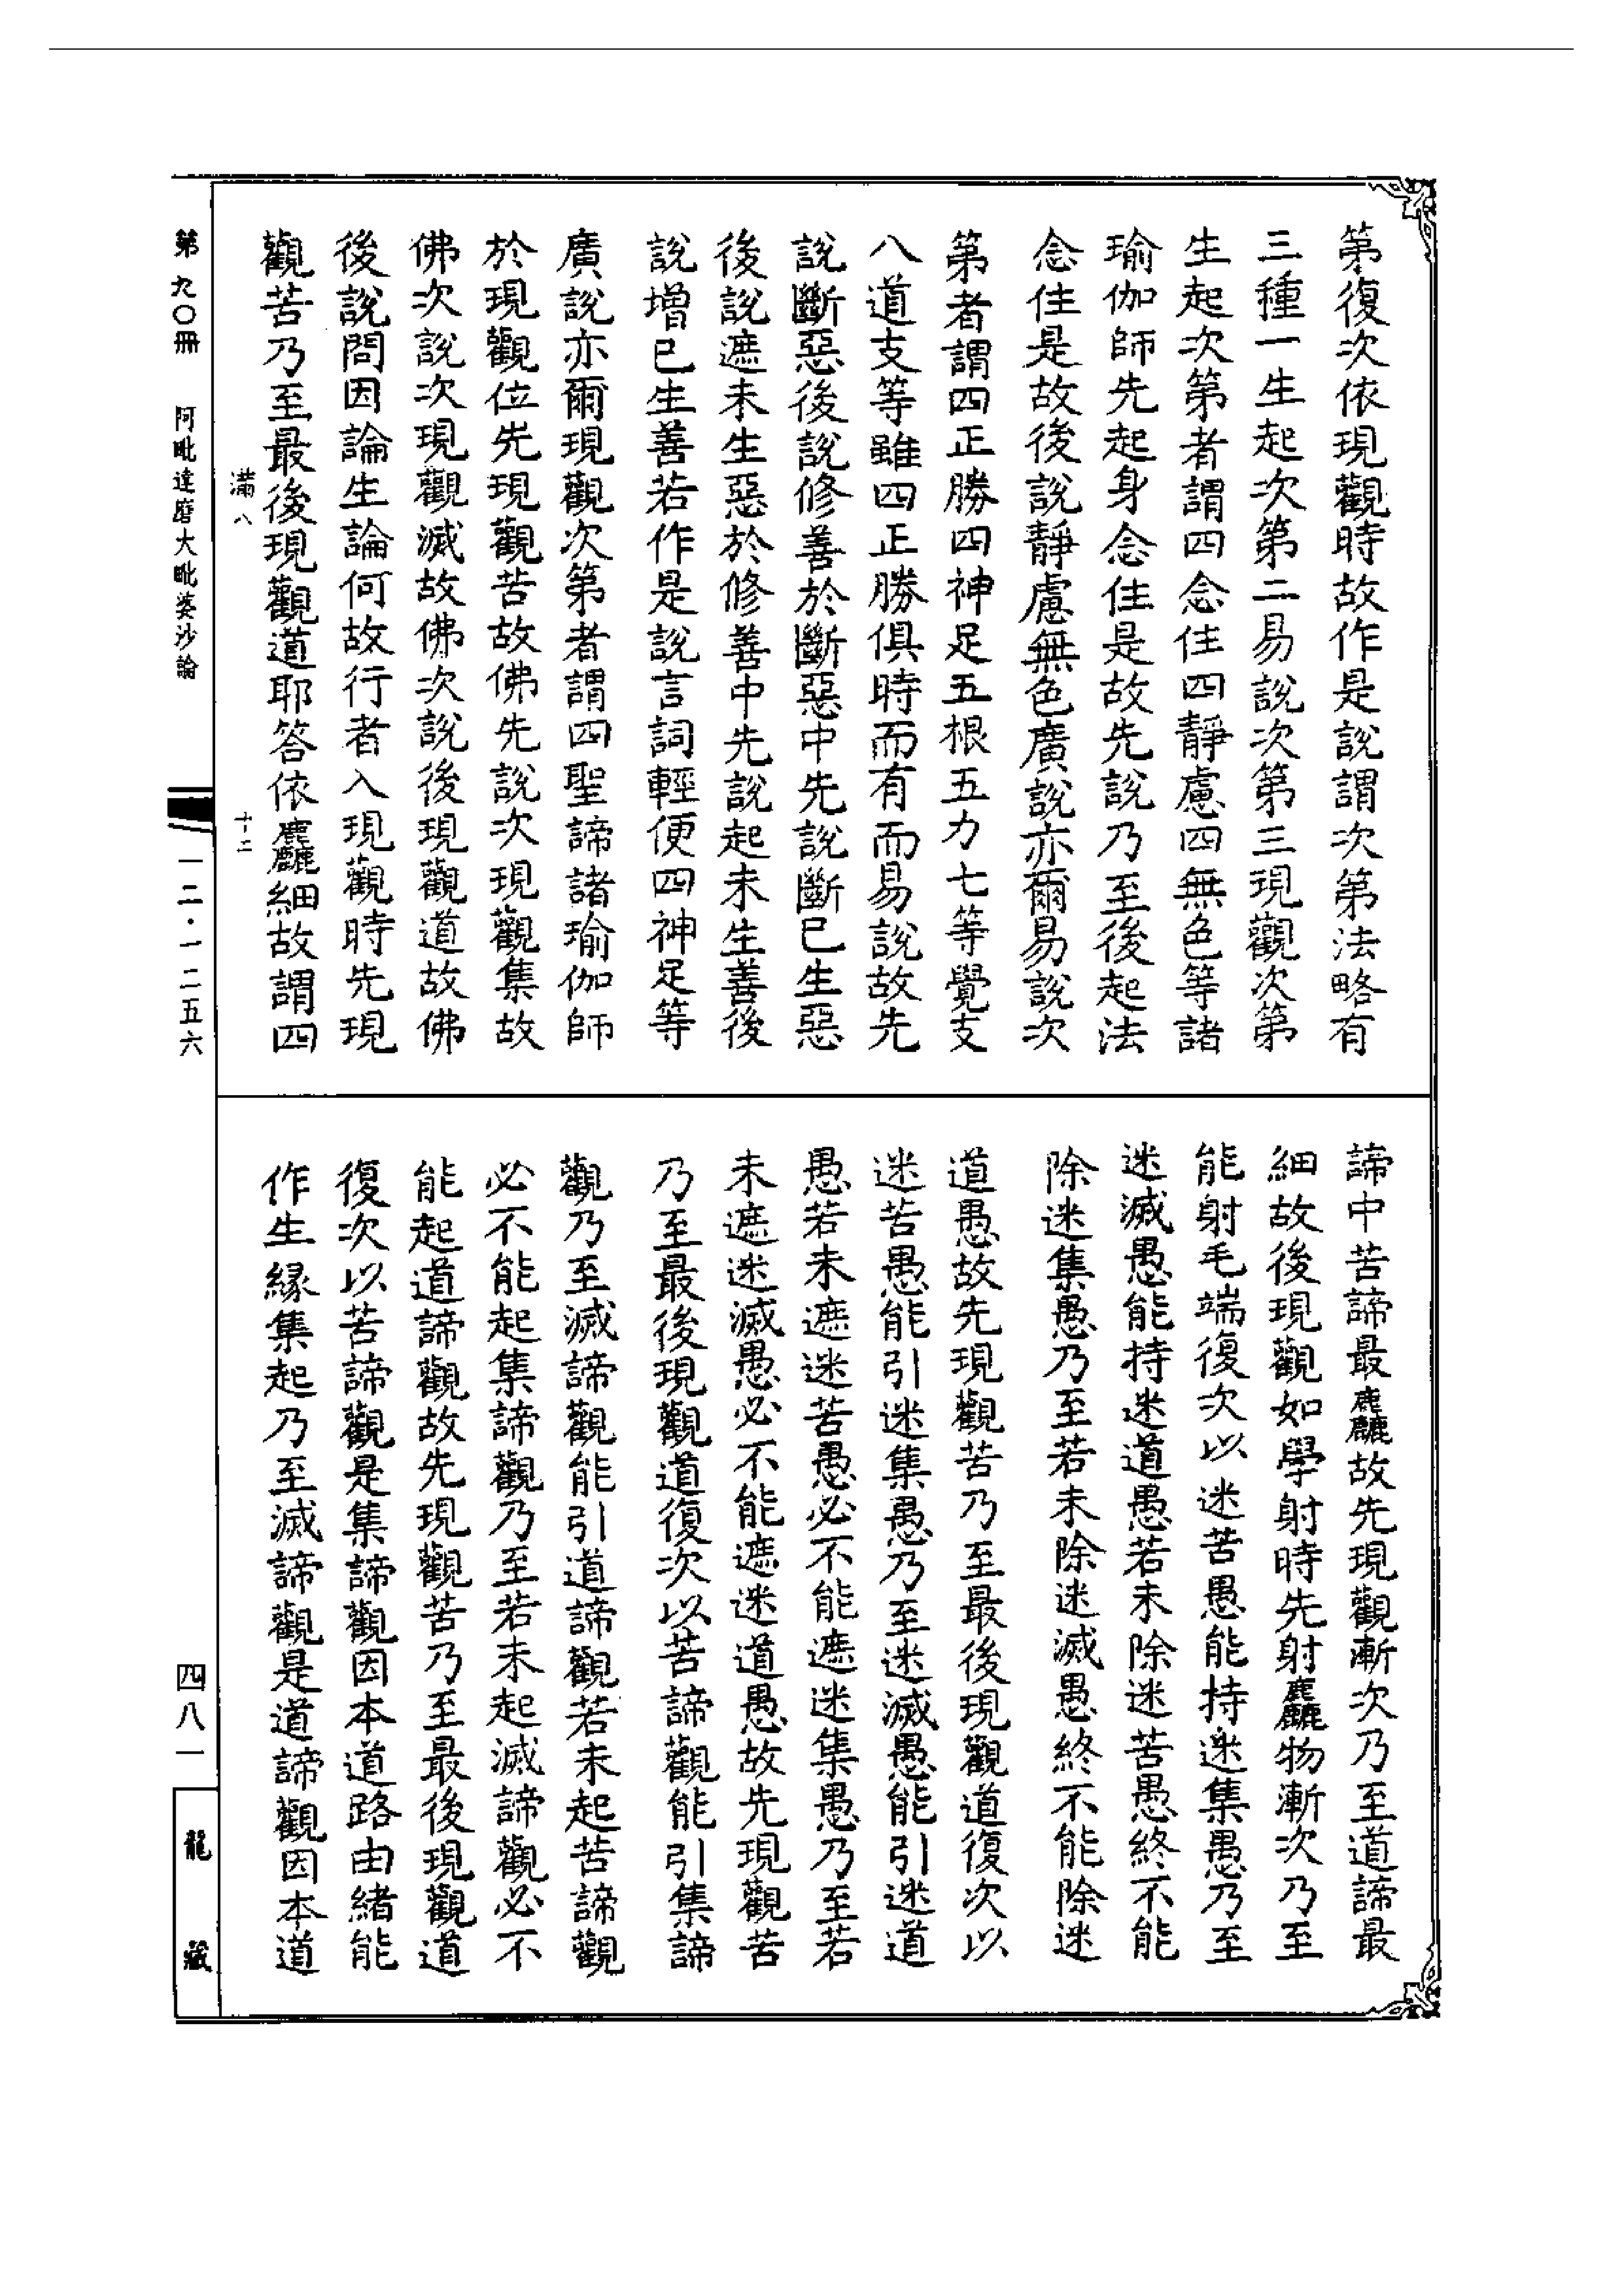 第復次依現觀時故作是說謂次第法略有
三種一生起次第二易說次第三現觀次第
生起次第者謂四念住四靜慮四無色等諸
瑜伽師先起身念住是故先說乃至後起法
念住是故後說靜慮無色廣說亦爾易說次
第者謂四正勝四神足五根五力七等覺支
八道支等雖四正勝俱時而有而易說故先
說斷惡後說修善於斷惡中先說斷已生惡
後說遮未生惡於修善中先說起未生善後
說增已生善若作是說言詞輕便四神足等
廣說亦爾現觀次第者謂四聖諦諸瑜伽師
於現觀位先現觀苦故佛先說次現觀集故
佛次說次現觀滅故佛次說後現觀道故佛
後說問因論生論何故行者入現觀時先現
觀苦乃至最後現觀道耶答依麤細故謂四
滿八
十二
諦中苦諦最麤故先現觀漸次乃至道諦最
細故後現觀如學射時先射麤物漸次乃至
能射毛端復次以迷苦愚能持迷集愚乃至
迷滅愚能持迷道愚若未除迷苦愚終不能
除迷集愚乃至若未除迷滅愚終不能除迷
道愚故先現觀苦乃至最後現觀道復次以
迷苦愚能引迷集愚乃至迷滅愚能引迷道
愚若未遮迷苦愚必不能遮迷集愚乃至若
未遮迷滅愚必不能遮迷道愚故先現觀苦
乃至最後現觀道復次以苦諦觀能引集諦
觀乃至滅諦觀能引道諦觀若未起苦諦觀
必不能起集諦觀乃至若未起滅諦觀必不
能起道諦觀故先現觀苦乃至最後現觀道
復次以苦諦觀是集諦觀因本道路由緒能
作生緣集起乃至滅諦觀是道諦觀因本道
第九〇冊 阿毗達磨大毗婆沙論
一二·一二五六
四八一
龍藏